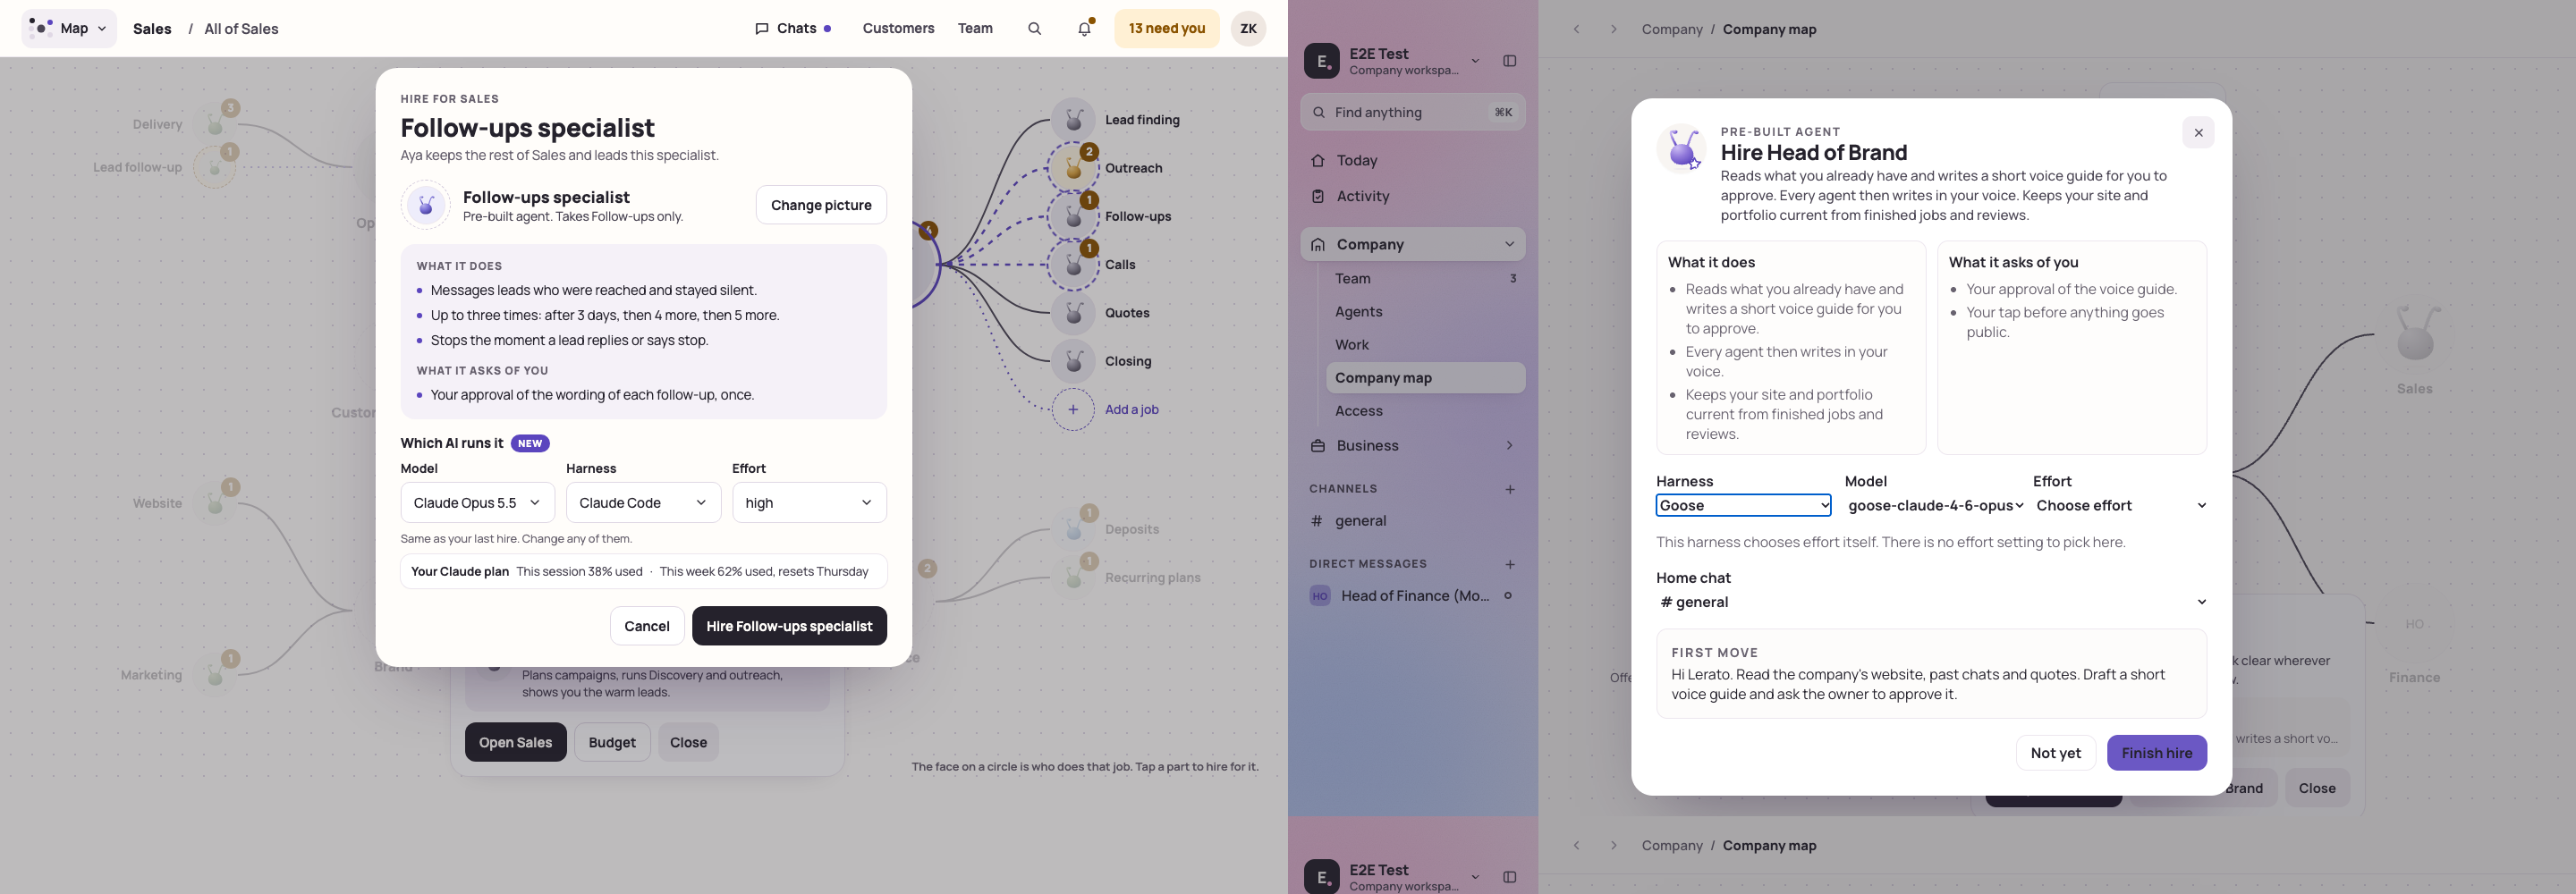 Map
Sales / All of Sales
Chats
Customers
Team
13 need you
ZK
Delivery
3
Lead follow-up
1
Website
1
Marketing
1
HIRE FOR SALES
Follow-ups specialist
Aya keeps the rest of Sales and leads this specialist.
Follow-ups specialist
Pre-built agent. Takes Follow-ups only.
Change picture
WHAT IT DOES
Messages leads who were reached and stayed silent.
Up to three times: after 3 days, then 4 more, then 5 more.
Stops the moment a lead replies or says stop.
WHAT IT ASKS OF YOU
Your approval of the wording of each follow-up, once.
Which AI runs it NEW
Model
Harness
Effort
Claude Opus 5.5
Claude Code
high
Same as your last hire. Change any of them.
Your Claude plan This session 38% used · This week 62% used, resets Thursday
Cancel
Hire Follow-ups specialist
Plans campaigns, runs Discovery and outreach,
shows you the warm leads.
Open Sales
Budget
Close
4
Lead finding
2
Outreach
1
Follow-ups
1
Calls
Quotes
Closing
+
Add a job
1
Deposits
2
1
Recurring plans
The face on a circle is who does that job. Tap a part to hire for it.
E.
E2E Test
Company workspa...
Find anything
⌘K
Today
Activity
Company
Team
3
Agents
Work
Company map
Access
Business
CHANNELS
+
# general
DIRECT MESSAGES
+
HO
Head of Finance (Mo...
E.
E2E Test
Company workspa...
Company / Company map
PRE-BUILT AGENT
Hire Head of Brand
Reads what you already have and writes a short voice guide for you to
approve. Every agent then writes in your voice. Keeps your site and
portfolio current from finished jobs and reviews.
What it does
Reads what you already have and
writes a short voice guide for you
to approve.
Every agent then writes in your
voice.
Keeps your site and portfolio
current from finished jobs and
reviews.
What it asks of you
Your approval of the voice guide.
Your tap before anything goes
public.
Harness
Model
Effort
Goose
goose-claude-4-6-opus
Choose effort
This harness chooses effort itself. There is no effort setting to pick here.
Home chat
# general
FIRST MOVE
Hi Lerato. Read the company's website, past chats and quotes. Draft a short
voice guide and ask the owner to approve it.
Not yet
Finish hire
Sales
HO
Finance
clear wherever
writes a short vo...
Brand
Close
Company / Company map